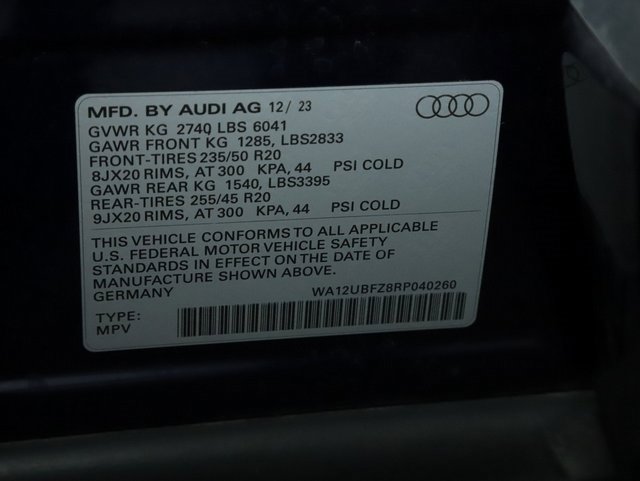 MFD. BY AUDI AG 12/ 23
GVWR KG 2740 LBS 6041
GAWR FRONT KG 1285, LBS2833
FRONT-TIRES 235/50 R20
8JX20 RIMS, AT 300 KPA, 44 PSI COLD
GAWR REAR KG 1540, LBS3395
REAR-TIRES 255/45 R20
9JX20 RIMS, AT 300 KPA, 44 PSI COLD
THIS VEHICLE CONFORMS TO ALL APPLICABLE
U.S. FEDERAL MOTOR VEHICLE SAFETY
STANDARDS IN EFFECT ON THE DATE OF
MANUFACTURE SHOWN ABOVE.
GERMANY WA12UBFZ8RP040260
TYPE:
MPV